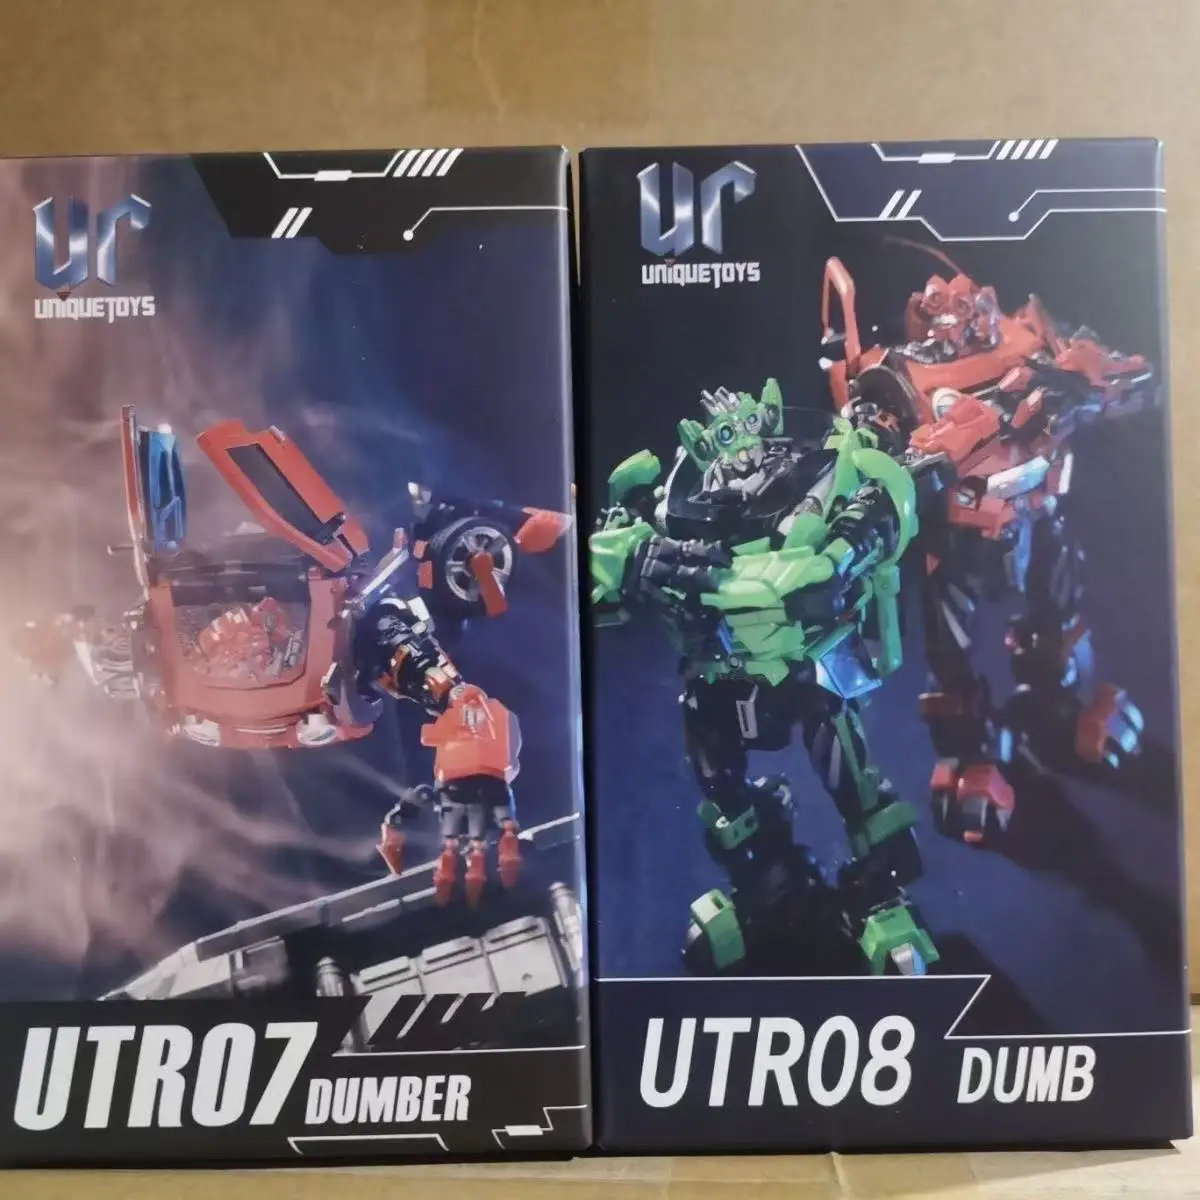 ur
UNIQUETOYS
UTR07 DUMBER
ur
UNIQUETOYS
UTR08 DUMB